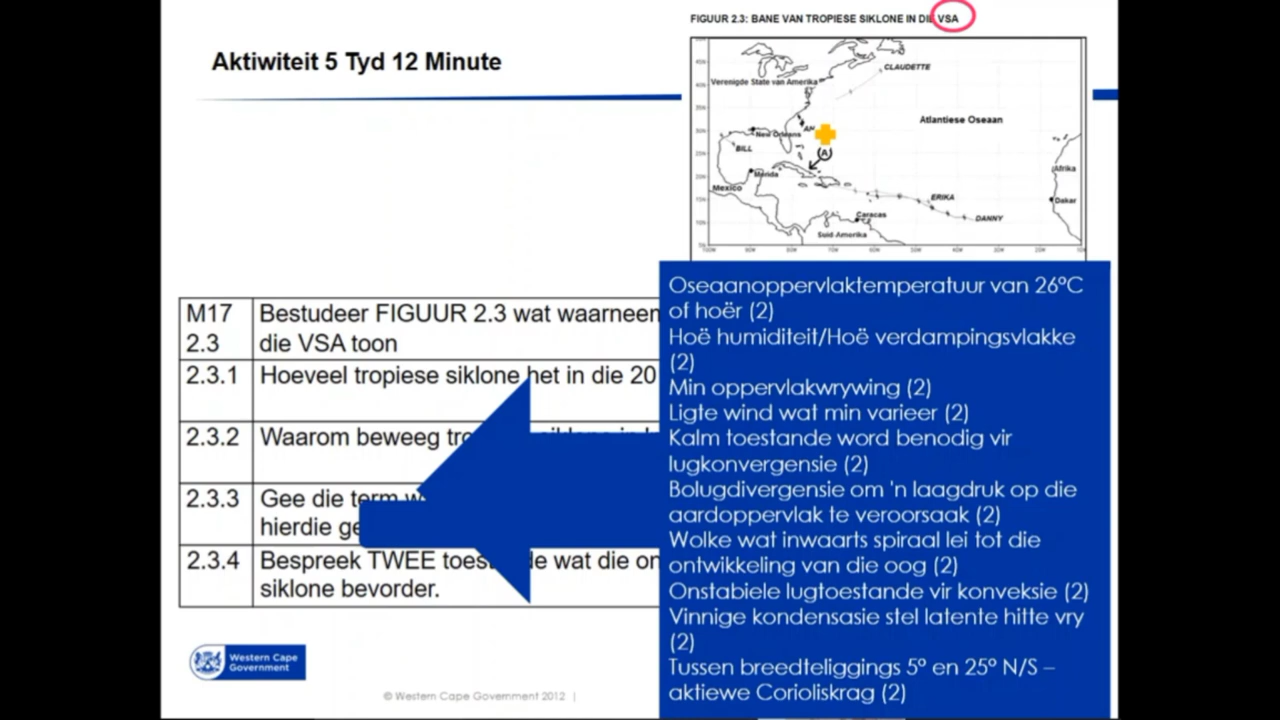 FIGUUR 2.3: BANE VAN TROPIESE SIKLONE IN DIE VSA
Aktiwiteit 5 Tyd 12 Minute
CLAUDETTE
Verenigde State van Amerika
Atlantiese Oseaan
New Orleans
(A)
BILL
Afrika
Merida
Mexico
ERIKA
Dakar
DANNY
Caracas
Suid-Amerika
M17
2.3
Bestudeer FIGUUR 2.3 wat
die VSA toon
2.3.1 Hoeveel tropiese siklone het in die 20
2.3.2 Waarom beweeg
2.3.3 Gee die term
hierdie
2.3.4 Bespreek TWEE wat die
siklone bevorder.
Oseaanoppervlaktemperatuur van 26°C
of hoër (2)
Hoë humiditeit/Hoë verdampingsvlakke
(2)
Min oppervlakwrywing (2)
Ligte wind wat min varieer (2)
Kalm toestande word benodig vir
lugkonvergensie (2)
Bolugdivergensie om 'n laagdruk op die
aardoppervlak te veroorsaak (2)
Wolke wat inwaarts spiraal lei tot die
ontwikkeling van die oog (2)
Onstabiele lugtoestande vir konveksie (2)
Vinnige kondensasie stel latente hitte vry
(2)
Tussen breedteliggings 5° en 25° N/S –
aktiewe Corioliskrag (2)
Western Cape
Government
© Western Cape Government 2012 |